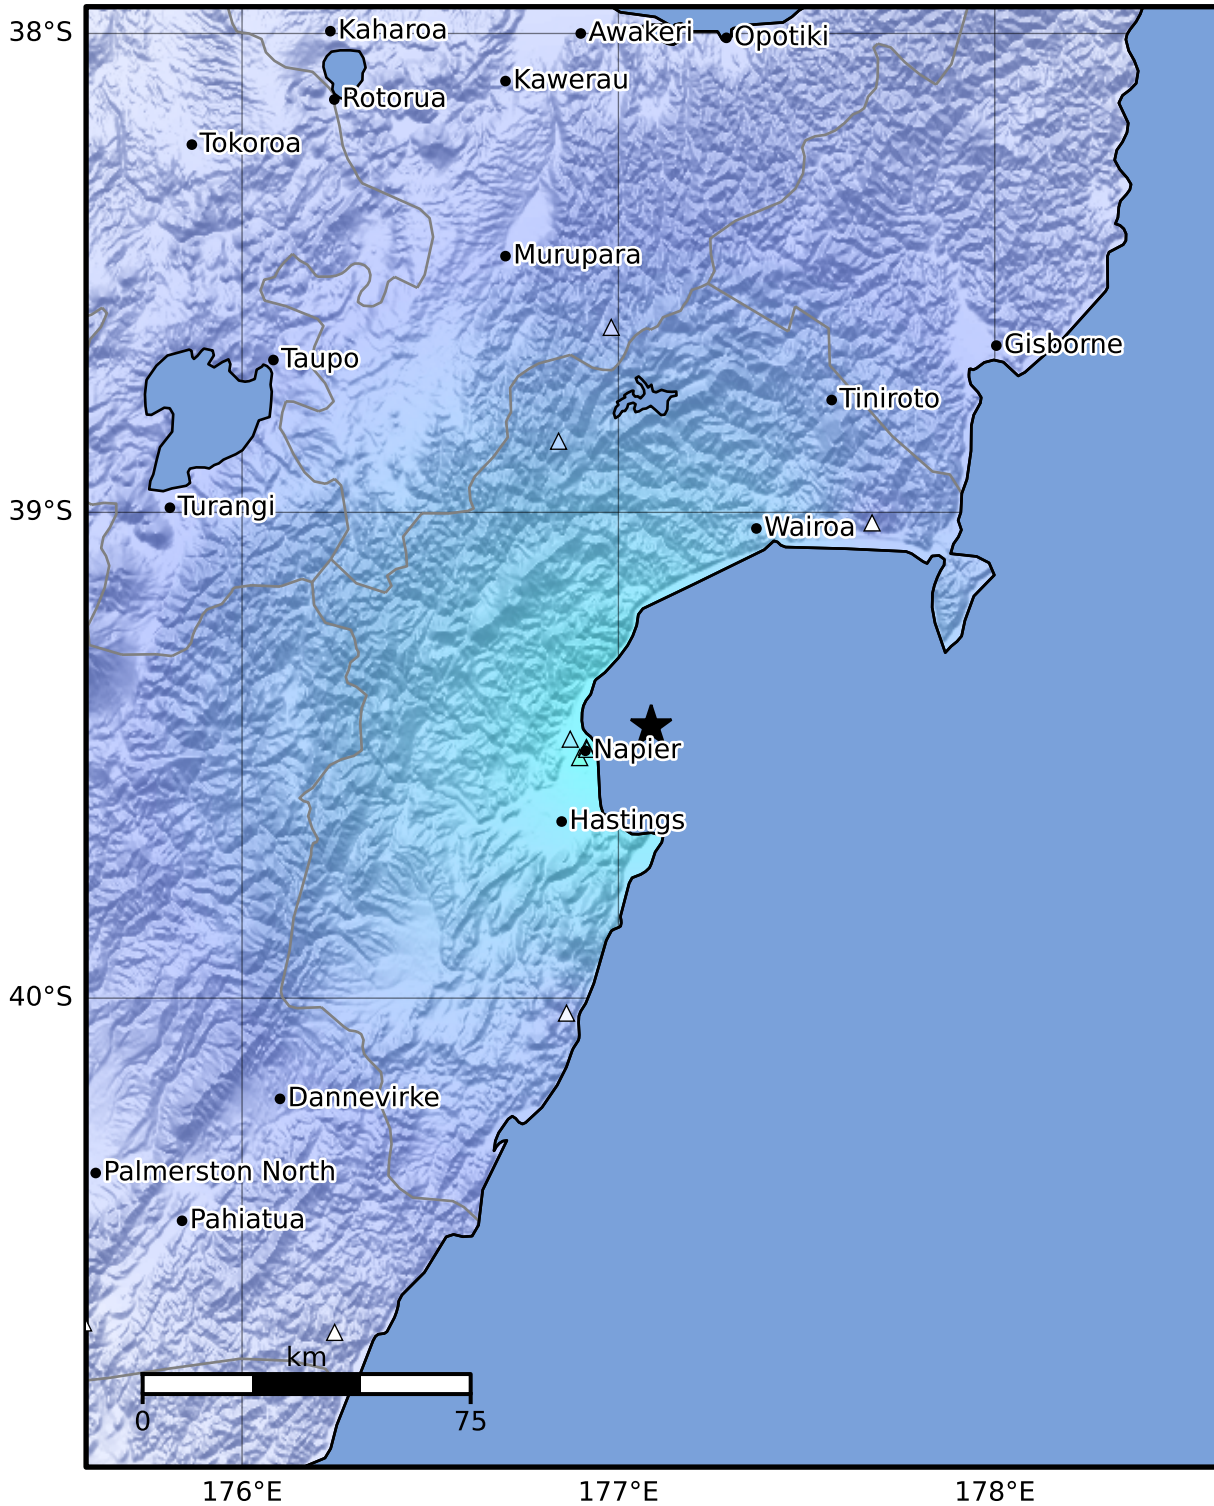 Kaharoa
Awakeri
Opotiki
38°S
Kawerau
Rotorua
Tokoroa
Murupara
Gisborne
Taupo
Tiniroto
Turangi
39°S
Wairoa
Napier
Hastings
40°S
Dannevirke
Palmerston North
Pahiatua
km
0
75
176°E
177°E
178°E